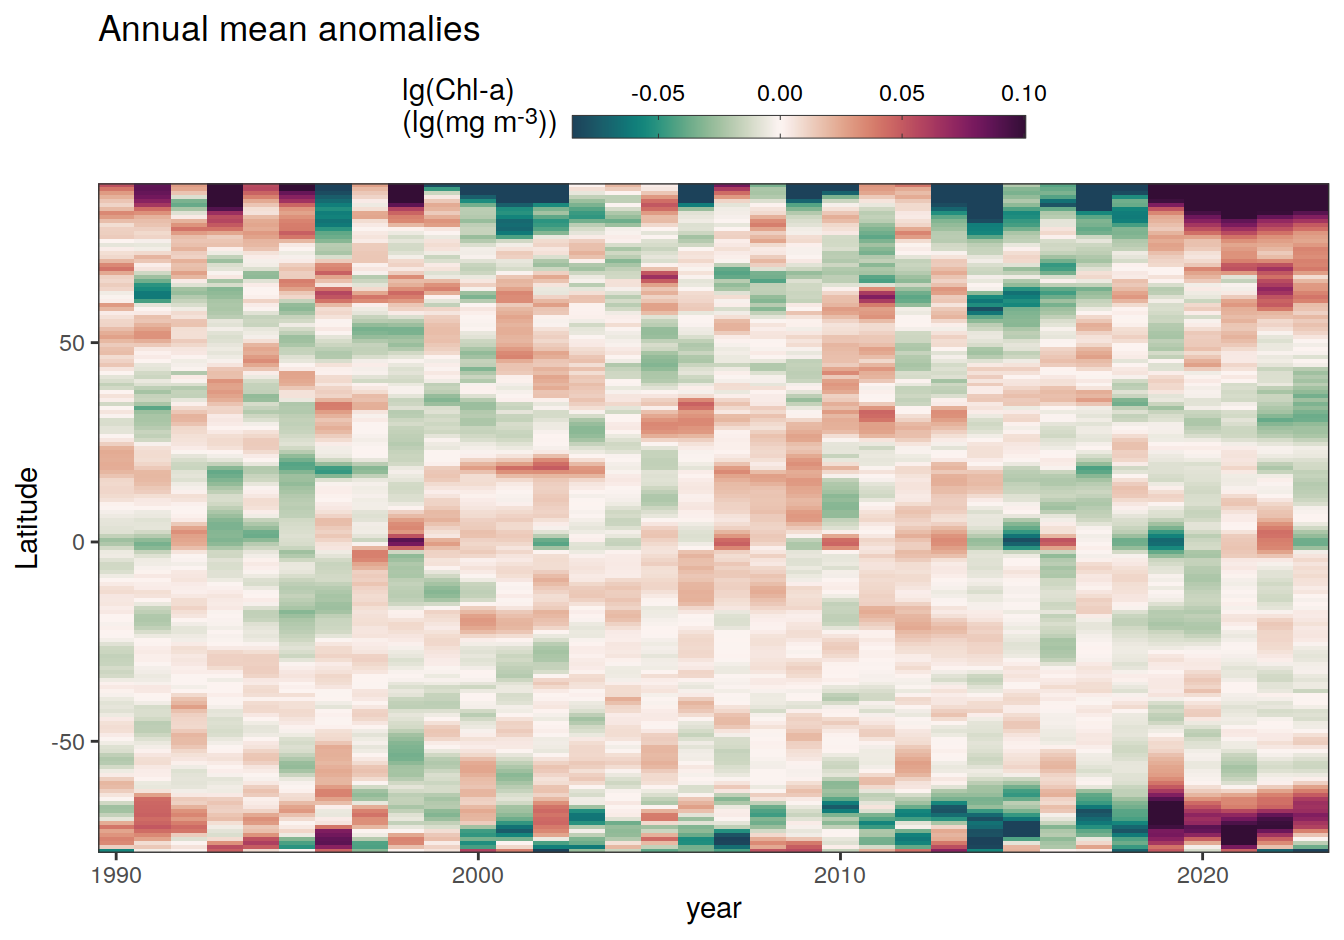 Annual mean anomalies
lg(Chl-a)
(lg(mg m⁻³))
-0.05 0.00 0.05 0.10
Latitude
50
0
-50
1990 2000 2010 2020
year